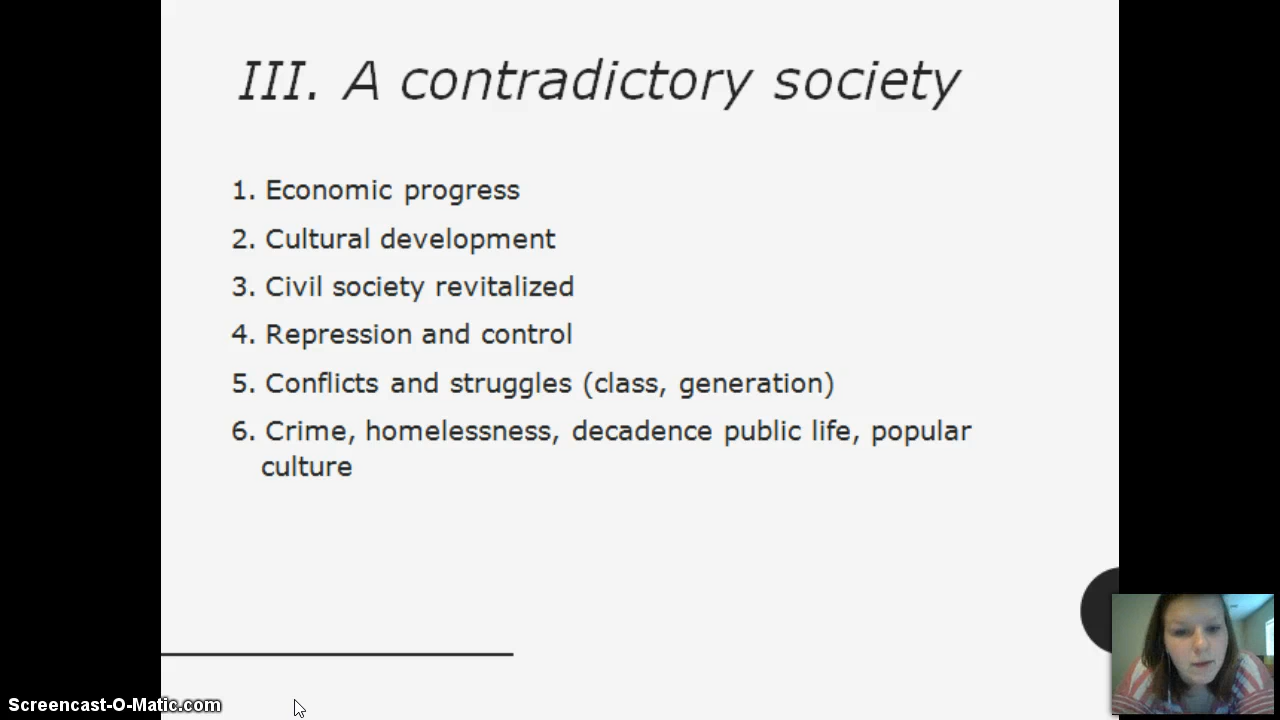 III. A contradictory society
1. Economic progress
2. Cultural development
3. Civil society revitalized
4. Repression and control
5. Conflicts and struggles (class, generation)
6. Crime, homelessness, decadence public life, popular
culture
Screencast-O-Matic.com